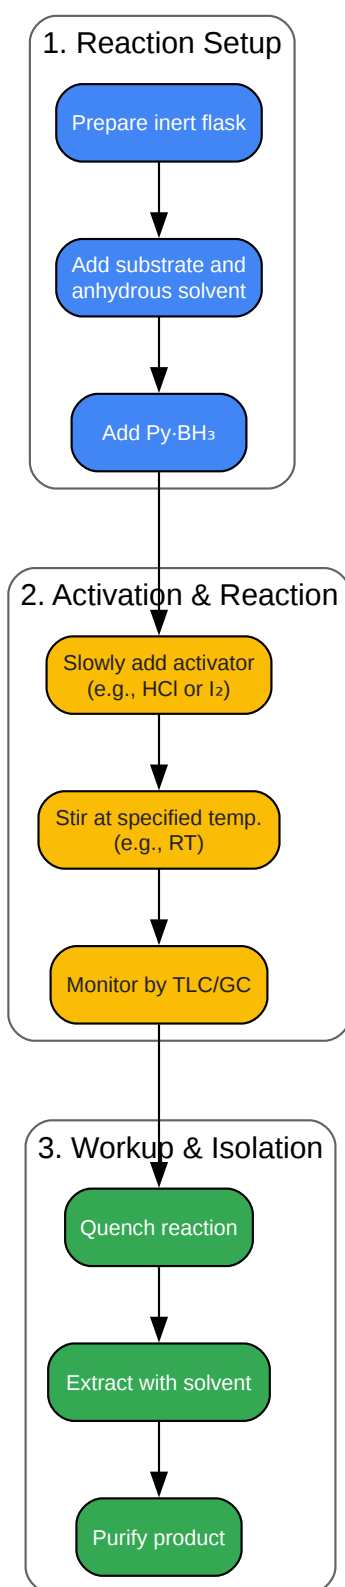 1. Reaction Setup
Prepare inert flask
Add substrate and
anhydrous solvent
Add Py·BH₃
2. Activation & Reaction
Slowly add activator
(e.g., HCl or I₂)
Stir at specified temp.
(e.g., RT)
Monitor by TLC/GC
3. Workup & Isolation
Quench reaction
Extract with solvent
Purify product